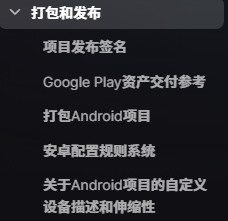 打包和发布
项目发布签名
Google Play资产交付参考
打包Android项目
安卓配置规则系统
关于Android项目的自定义
设备描述和伸缩性